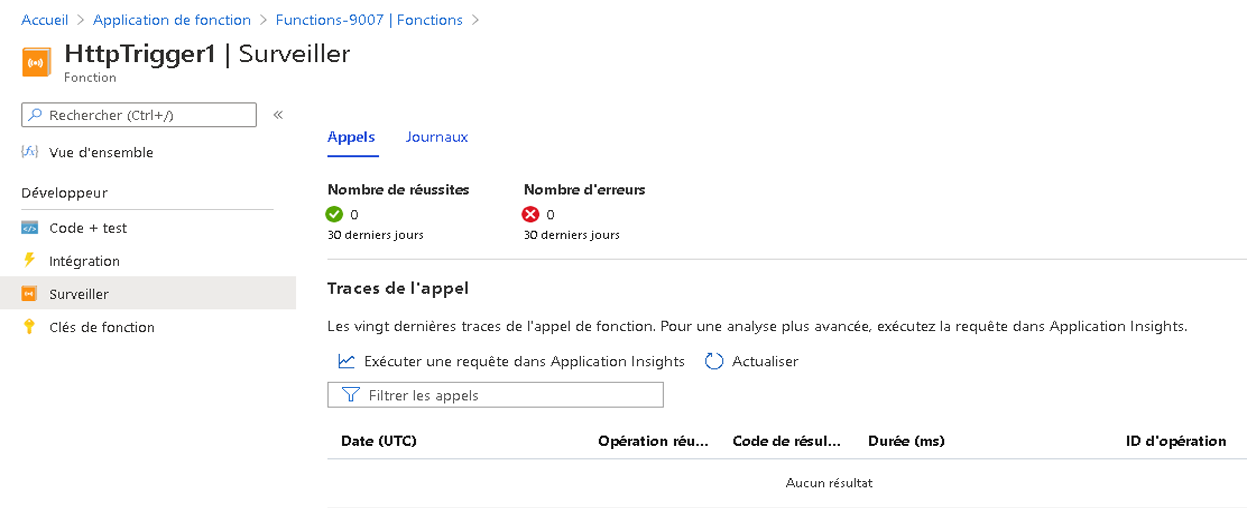 Accueil > Application de fonction > Functions-9007 | Fonctions >
HttpTrigger1 | Surveiller
Fonction
Rechercher (Ctrl+/) «
Vue d'ensemble
Développeur
Code + test
Intégration
Surveiller
Clés de fonction
Appels Journaux
Nombre de réussites Nombre d'erreurs
0 0
30 derniers jours 30 derniers jours
Traces de l'appel
Les vingt dernières traces de l'appel de fonction. Pour une analyse plus avancée, exécutez la requête dans Application Insights.
Exécuter une requête dans Application Insights Actualiser
Filtrer les appels
Date (UTC) Opération réu... Code de résul... Durée (ms) ID d'opération
Aucun résultat